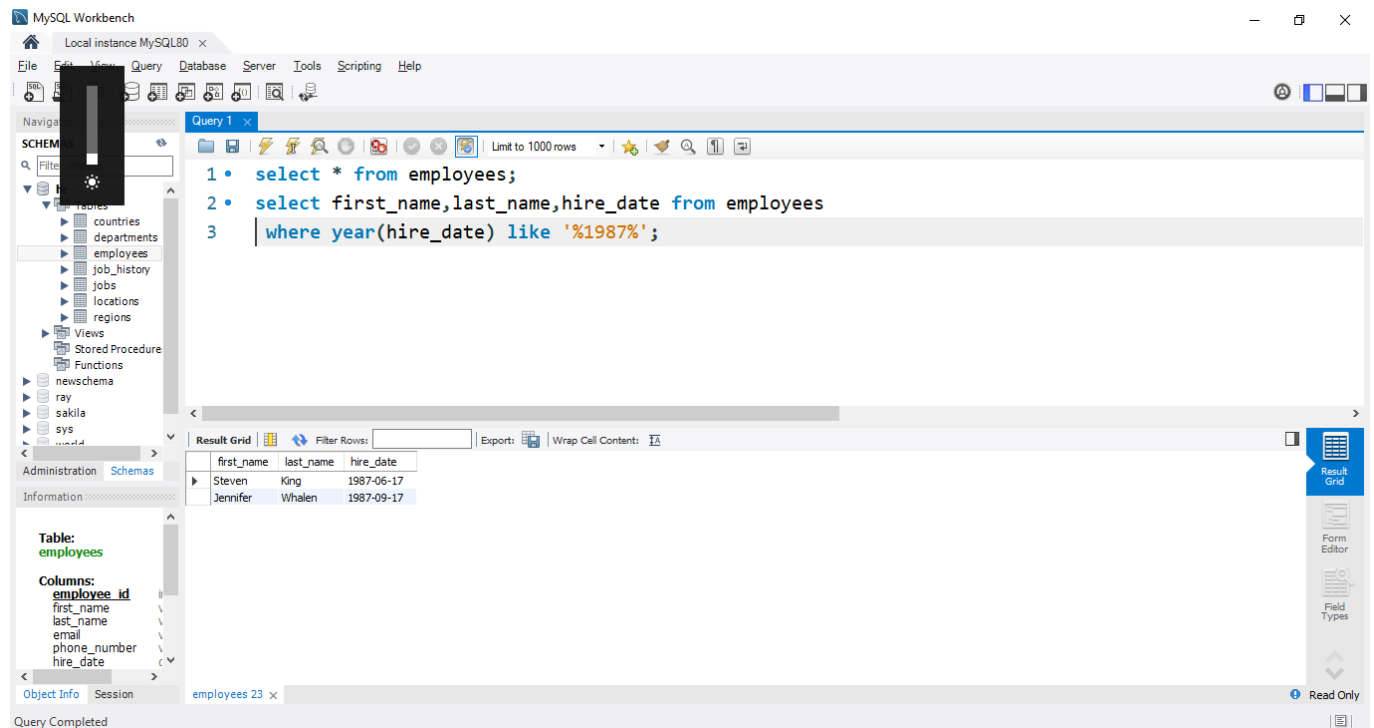 MySQL Workbench
Local instance MySQL80
File Edit View Query Database Server Tools Scripting Help
Navigat
Query 1
SCHEM
Limit to 1000 rows
Filte
1 select * from employees;
2 select first_name,last_name,hire_date from employees
3 where year(hire_date) like '%1987%';
Tables
countries
departments
employees
job_history
jobs
locations
regions
Views
Stored Procedure
Functions
newschema
ray
sakila
sys
world
Administration Schemas
Result Grid Filter Rows: Export: Wrap Cell Content:
first_name last_name hire_date
Steven King 1987-06-17
Jennifer Whalen 1987-09-17
Result
Grid
Form
Editor
Field
Types
Information
Table:
employees
Columns:
employee_id
first_name
last_name
email
phone_number
hire_date
Object Info Session
employees 23
Read Only
Query Completed